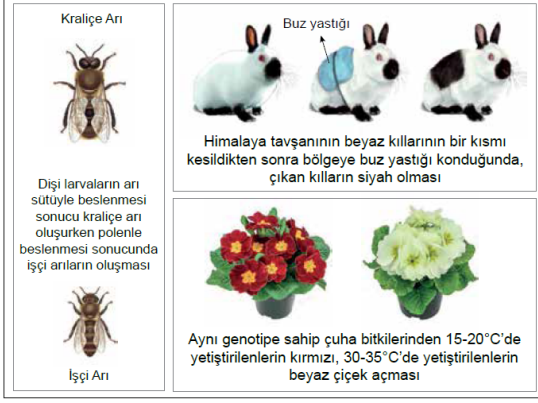 Kraliçe Arı
Dişi larvaların arı
sütüyle beslenmesi
sonucu kraliçe arı
oluşurken polenle
beslenmesi sonucunda
işçi arıların oluşması
İşçi Arı
Buz yastığı
Himalaya tavşanının beyaz kıllarının bir kısmı
kesildikten sonra bölgeye buz yastığı konduğunda,
çıkan kılların siyah olması
Aynı genotipe sahip çuha bitkilerinden 15-20°C'de
yetiştirilenlerin kırmızı, 30-35°C'de yetiştirilenlerin
beyaz çiçek açması